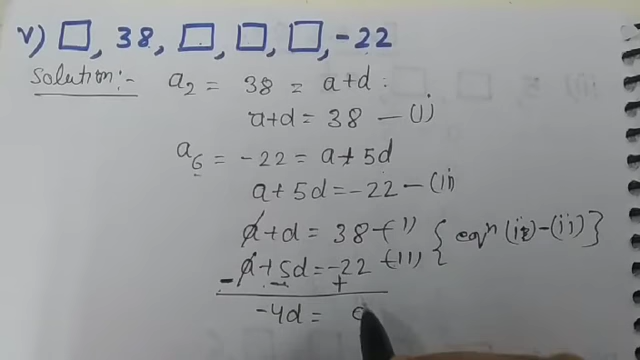 v) □, 38, □, □, □, -22
Solution:- a₂ = 38 = a+d
a+d = 38 — (i)
a₆ = -22 = a+5d
a+5d = -22 — (ii)
a+d = 38 — (i) { eqⁿ (i) - (ii) }
a+5d = -22 — (ii)
- - +
-4d =